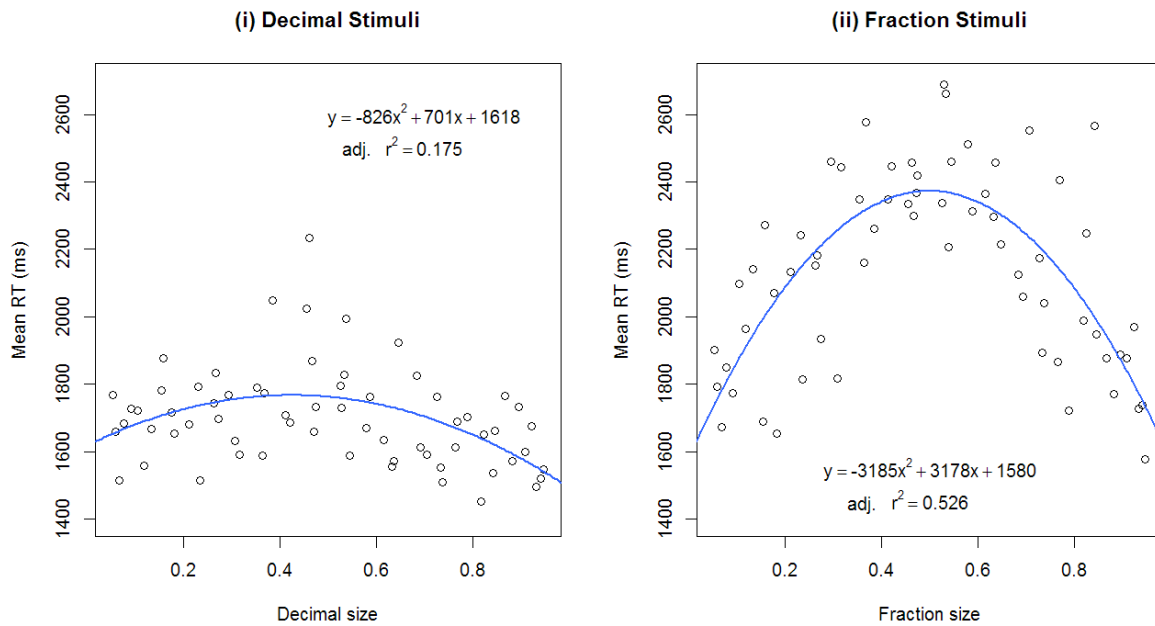 (i) Decimal Stimuli
y = -826x² + 701x + 1618
adj. r² = 0.175
Mean RT (ms)
2600
2400
2200
2000
1800
1600
1400
0.2 0.4 0.6 0.8
Decimal size
(ii) Fraction Stimuli
y = -3185x² + 3178x + 1580
adj. r² = 0.526
Mean RT (ms)
2600
2400
2200
2000
1800
1600
1400
0.2 0.4 0.6 0.8
Fraction size